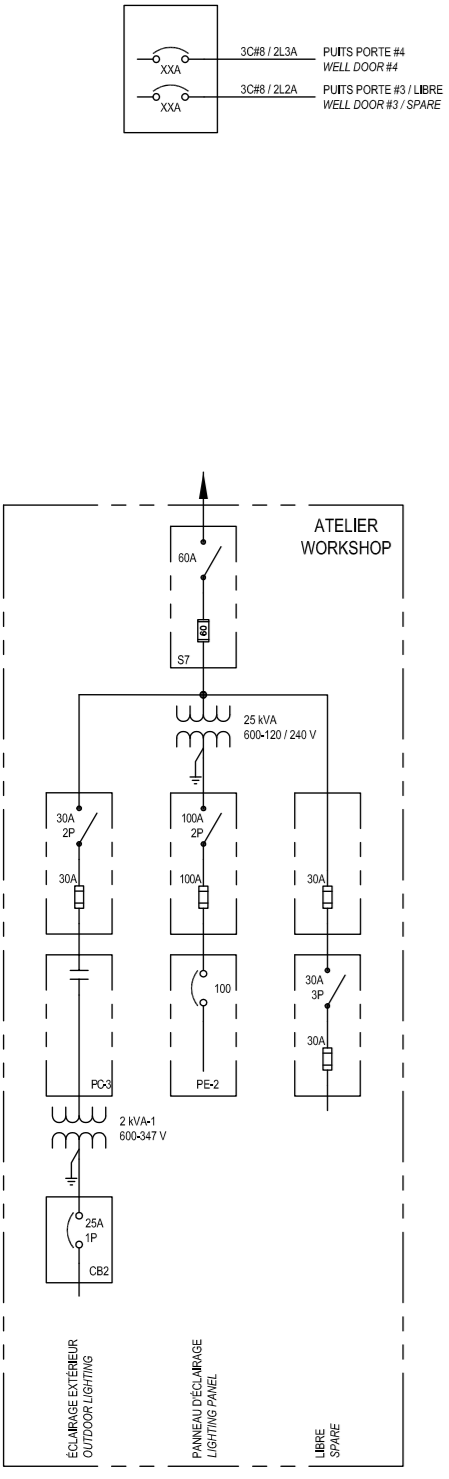 3C#8 / 2L3A
PUITS PORTE #4
WELL DOOR #4
XXA
3C#8 / 2L2A
PUITS PORTE #3 / LIBRE
WELL DOOR #3 / SPARE
XXA
ATELIER
WORKSHOP
60A
60
S7
25 kVA
600-120 / 240 V
30A
2P
30A
100A
2P
100A
30A
30A
3P
30A
100
PC-3
PE-2
2 kVA-1
600-347 V
25A
1P
CB2
ÉCLAIRAGE EXTÉRIEUR
OUTDOOR LIGHTING
PANNEAU D'ÉCLAIRAGE
LIGHTING PANEL
LIBRE
SPARE